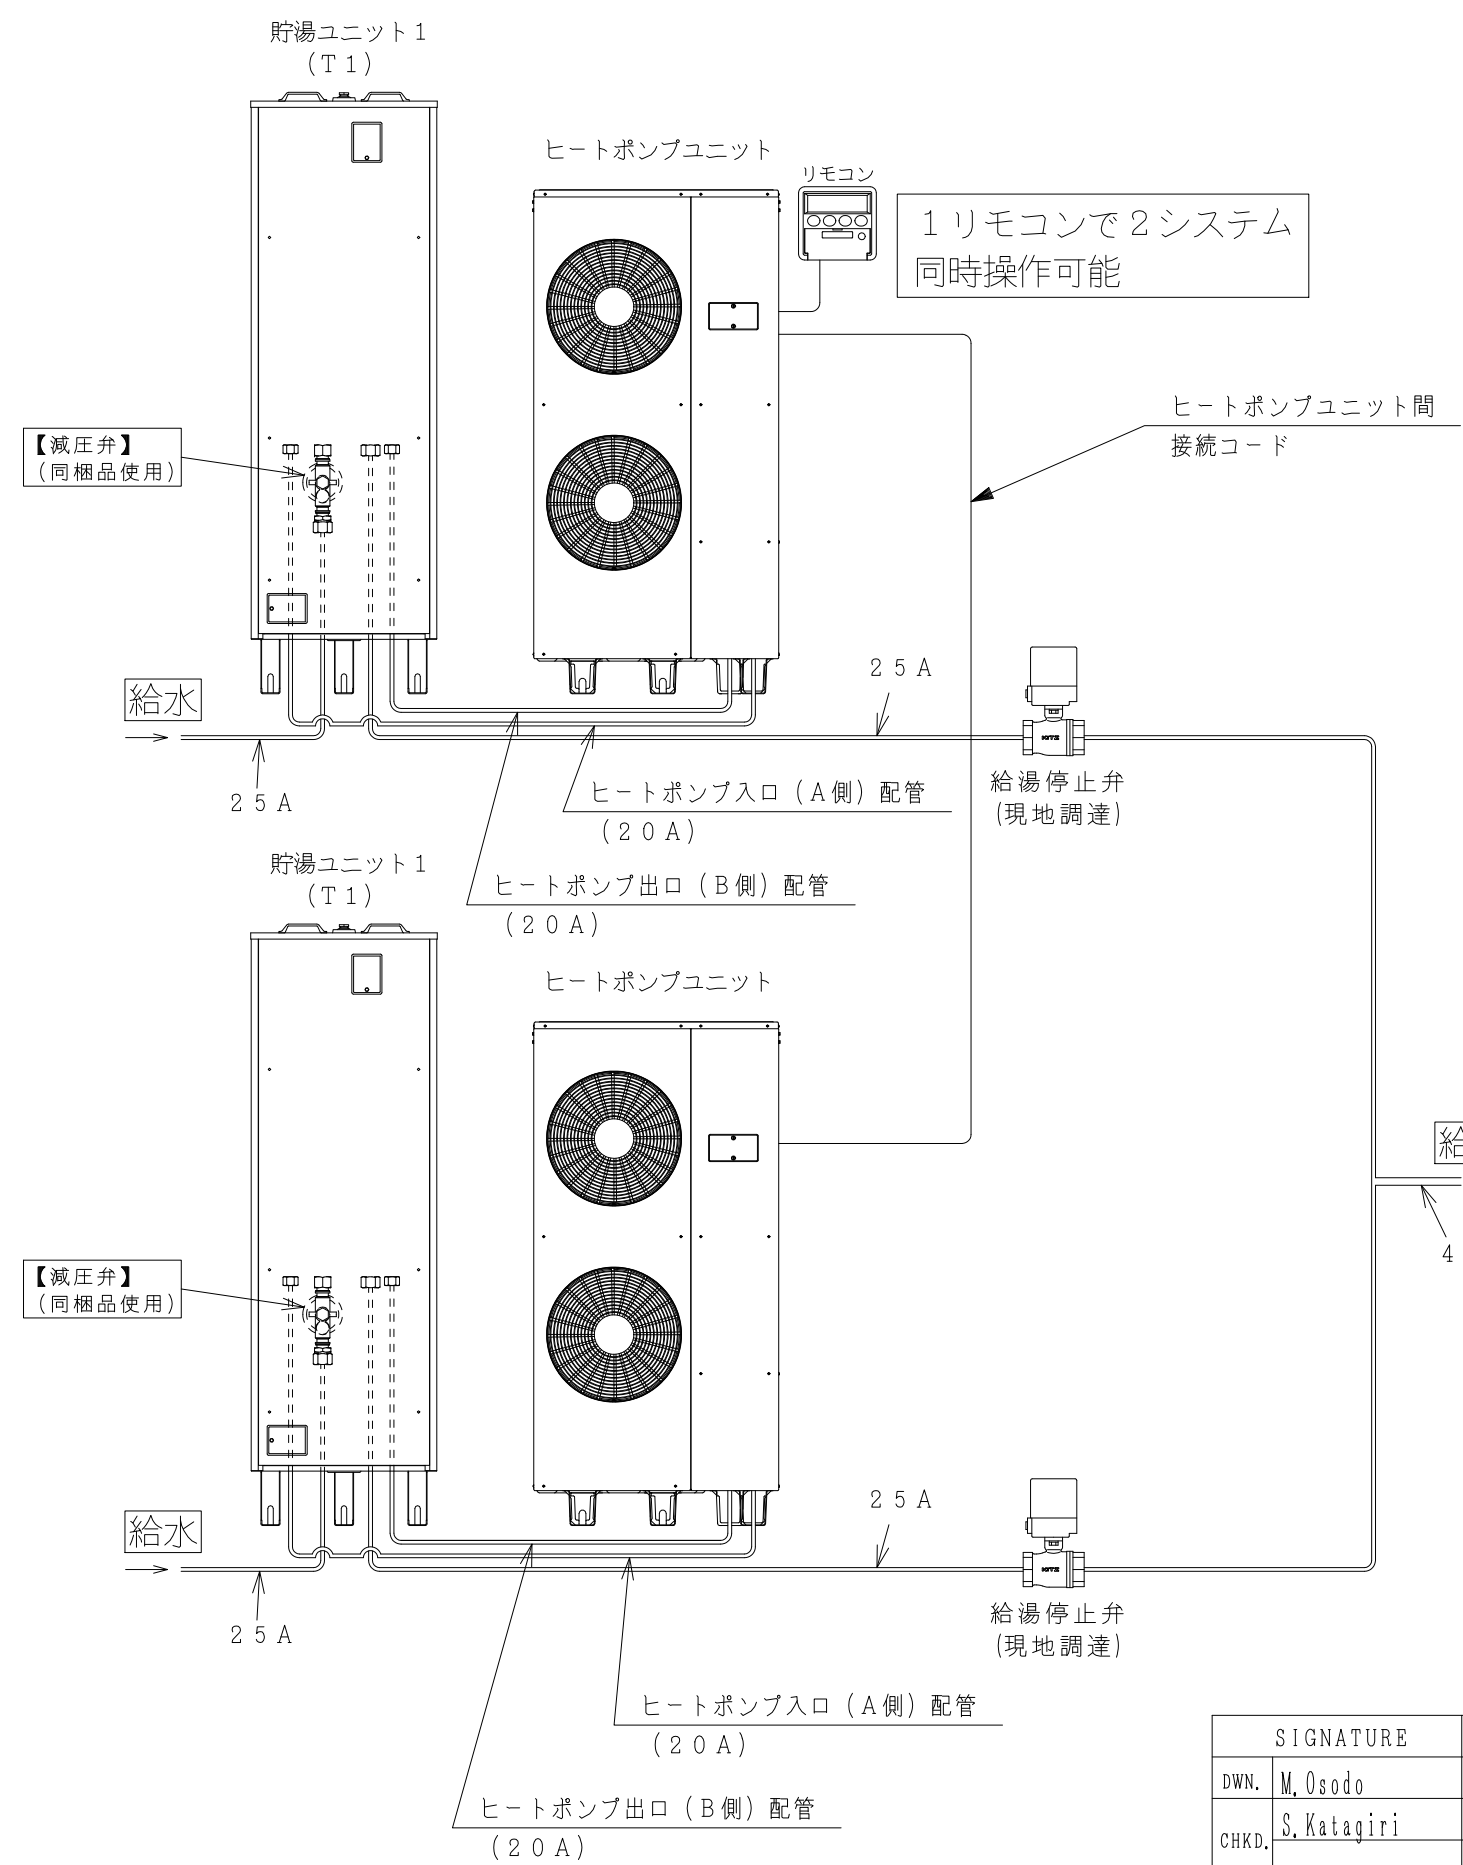 貯湯ユニット１
(Ｔ１)
ヒートポンプユニット
リモコン
１リモコンで２システム
同時操作可能
ヒートポンプユニット間
接続コード
【減圧弁】
(同梱品使用)
給水
２５Ａ
２５Ａ
給湯停止弁
(現地調達)
ヒートポンプ入口(Ａ側)配管
(２０Ａ)
ヒートポンプ出口(Ｂ側)配管
(２０Ａ)
貯湯ユニット１
(Ｔ１)
ヒートポンプユニット
給
４
【減圧弁】
(同梱品使用)
給水
２５Ａ
２５Ａ
給湯停止弁
(現地調達)
ヒートポンプ入口(Ａ側)配管
(２０Ａ)
ヒートポンプ出口(Ｂ側)配管
(２０Ａ)
SIGNATURE
DWN. M.Osodo
CHKD. S.Katagiri